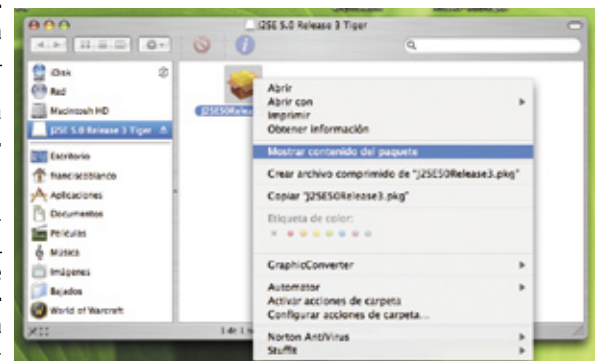 J2SE 5.0 Release 3 Tiger
iDisk
Red
Macintosh HD
J2SE 5.0 Release 3 Tiger
Escritorio
franciscoblanco
Aplicaciones
Documentos
Películas
Música
Imágenes
Bajados
World of Warcraft
Abrir
Abrir con
Imprimir
Obtener información
Mostrar contenido del paquete
Crear archivo comprimido de "J2SE50Release3.pkg"
Copiar "J2SE50Release3.pkg"
Etiqueta de color:
GraphicConverter
Automator
Activar acciones de carpeta
Configurar acciones de carpeta...
Norton AntiVirus
StuffIt
1 de 1